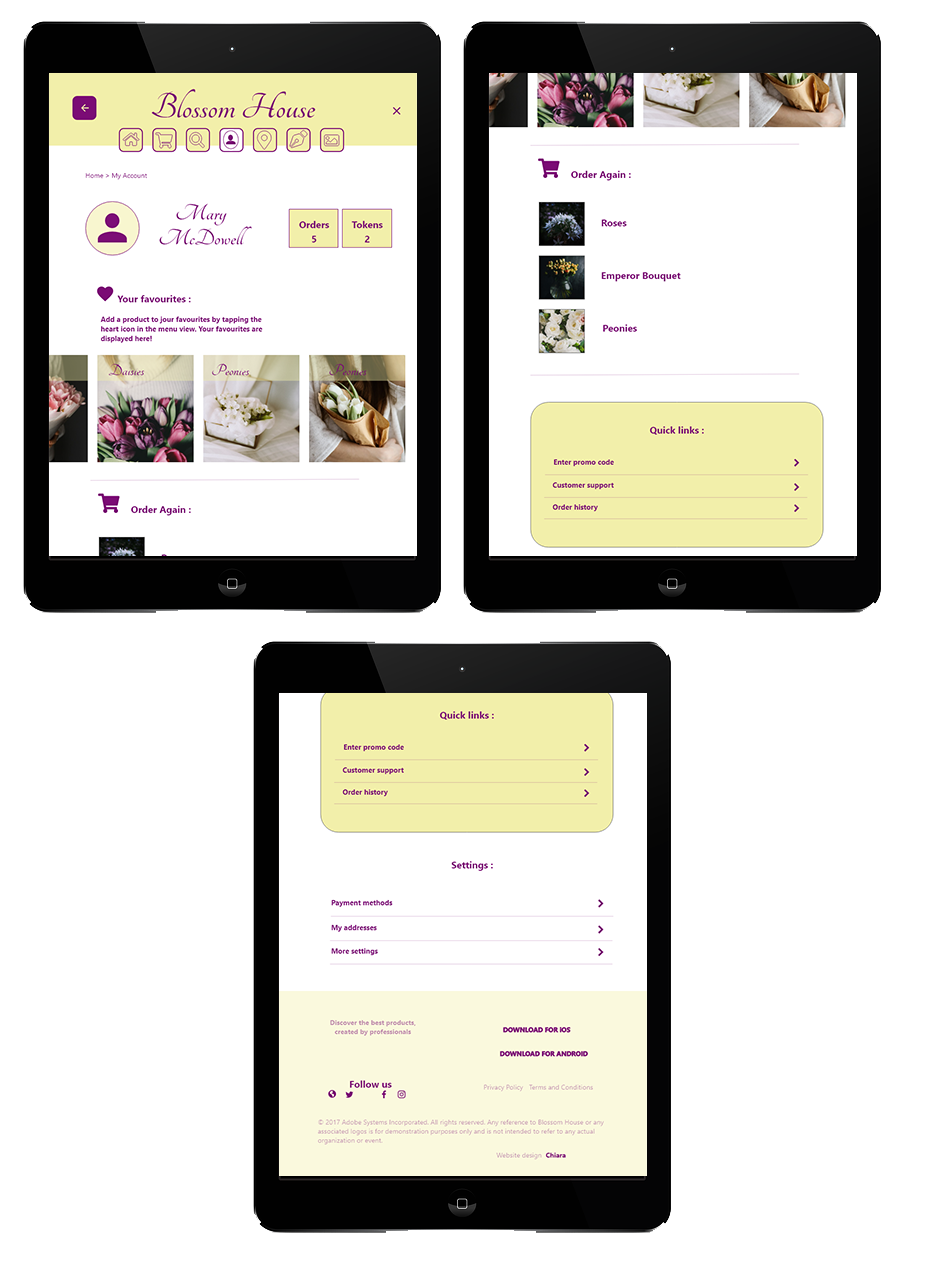 Blossom House
Home > My Account
Mary
McDowell
Orders
5
Tokens
2
Your favourites :
Add a product to jour favourites by tapping the
heart icon in the menu view. Your favourites are
displayed here!
Daisies
Peonies
Peonies
Order Again :
Order Again :
Roses
Emperor Bouquet
Peonies
Quick links :
Enter promo code
Customer support
Order history
Quick links :
Enter promo code
Customer support
Order history
Settings :
Payment methods
My addresses
More settings
Discover the best products,
created by professionals
DOWNLOAD FOR iOS
DOWNLOAD FOR ANDROID
Follow us
Privacy Policy Terms and Conditions
© 2017 Adobe Systems Incorporated. All rights reserved. Any reference to Blossom House or any
associated logos is for demonstration purposes only and is not intended to refer to any actual
organization or event.
Website design Chiara